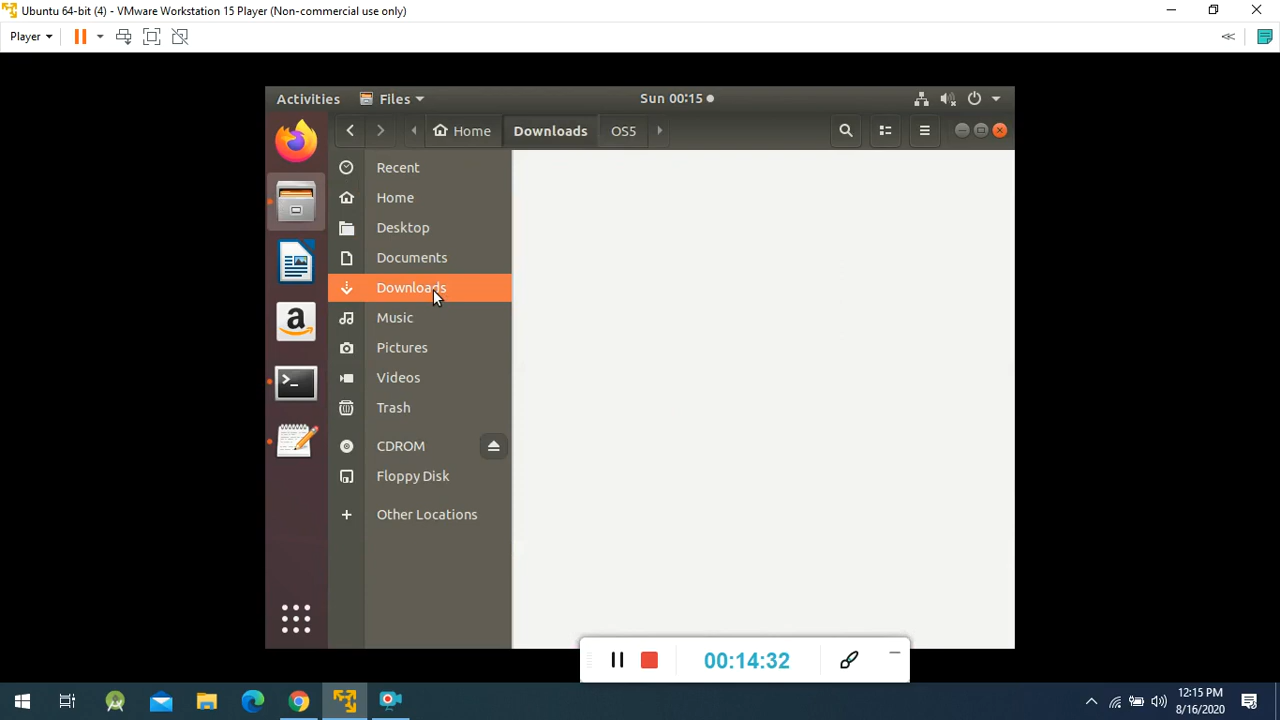 Ubuntu 64-bit (4) - VMware Workstation 15 Player (Non-commercial use only)
Player
Activities
Files
Sun 00:15
Home
Downloads
OS5
Recent
Home
Desktop
Documents
Downloads
Music
Pictures
Videos
Trash
CDROM
Floppy Disk
Other Locations
00:14:32
12:15 PM
8/16/2020